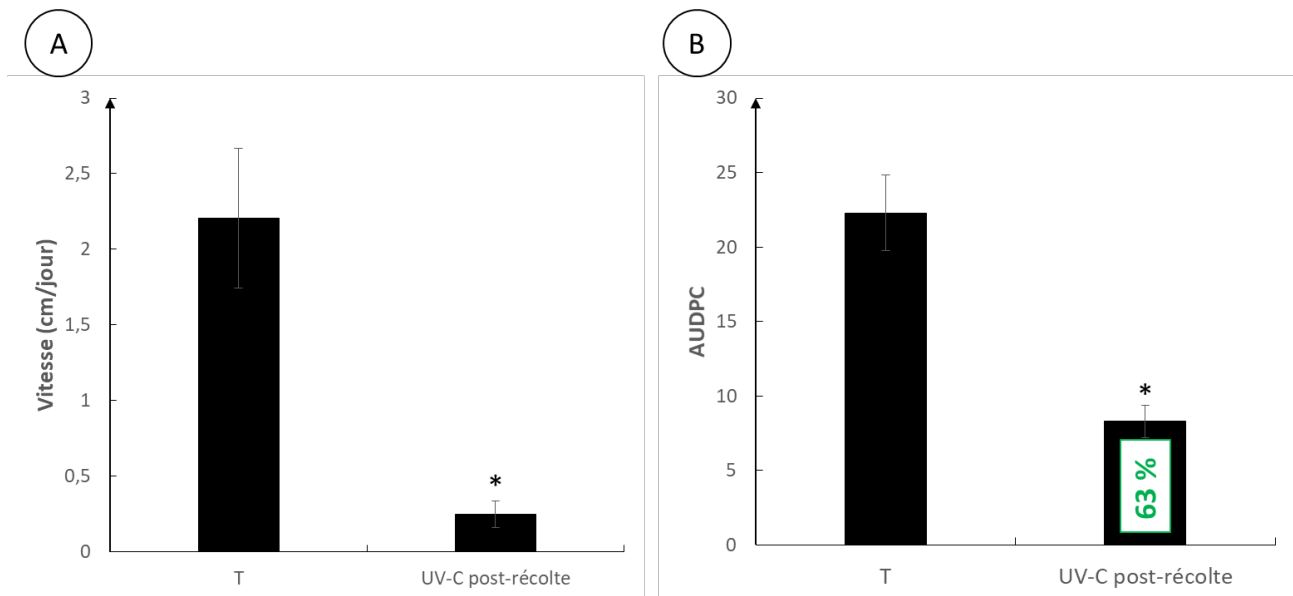 A
Vitesse (cm/jour)
3
2,5
2
1,5
1
0,5
0
*
T
UV-C post-récolte
B
AUDPC
30
25
20
15
10
5
0
*
63 %
T
UV-C post-récolte